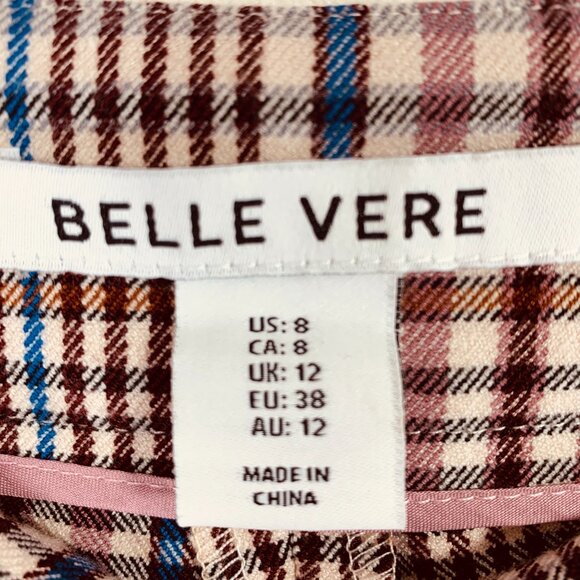 BELLE VERE
US: 8
CA: 8
UK: 12
EU: 38
AU: 12
MADE IN
CHINA